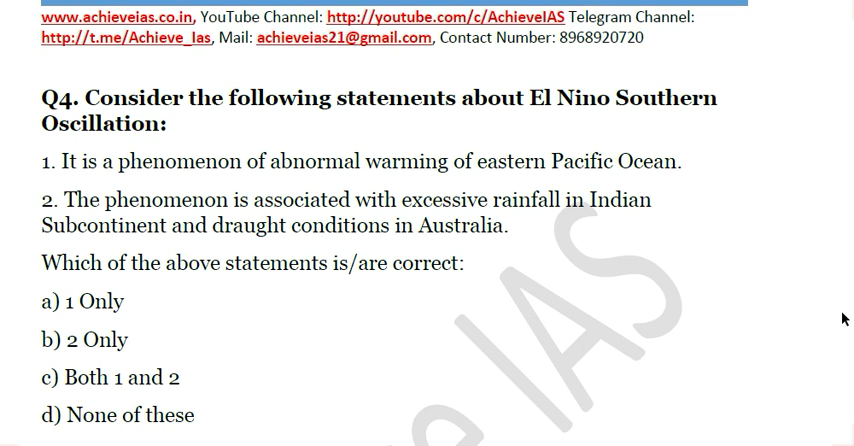 www.achieveias.co.in, YouTube Channel: http://youtube.com/c/AchieveIAS Telegram Channel:
http://t.me/Achieve_Ias, Mail: achieveias21@gmail.com, Contact Number: 8968920720
Q4. Consider the following statements about El Nino Southern
Oscillation:
1. It is a phenomenon of abnormal warming of eastern Pacific Ocean.
2. The phenomenon is associated with excessive rainfall in Indian
Subcontinent and draught conditions in Australia.
Which of the above statements is/are correct:
a) 1 Only
b) 2 Only
c) Both 1 and 2
d) None of these
e IAS